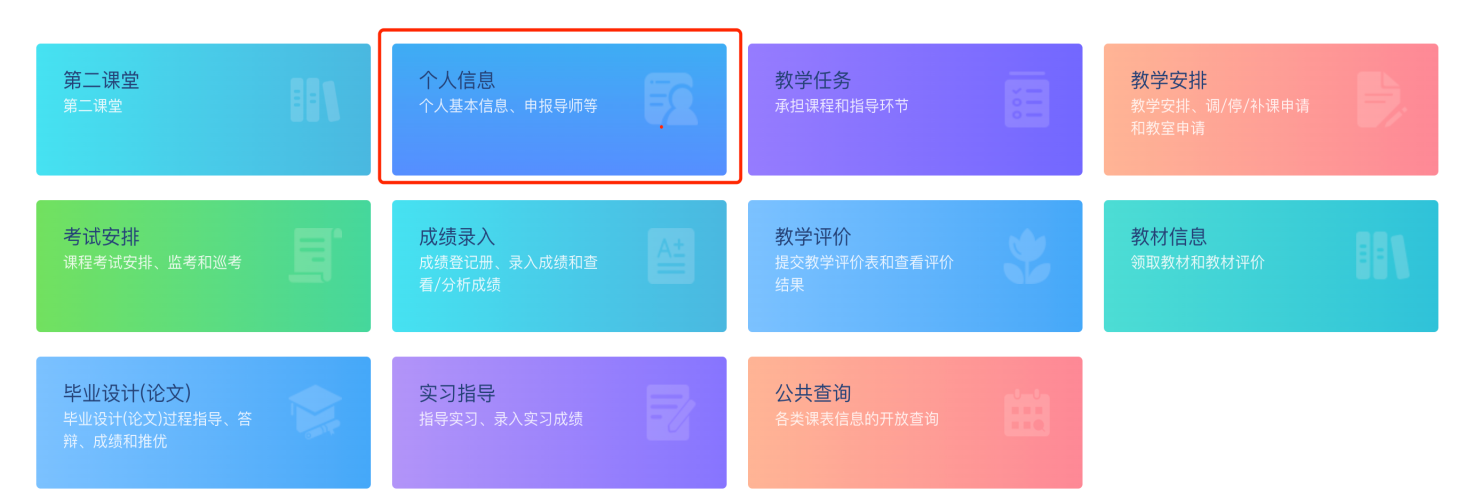 第二课堂
第二课堂
个人信息
个人基本信息、申报导师等
教学任务
承担课程和指导环节
教学安排
教学安排、调/停/补课申请
和教室申请
考试安排
课程考试安排、监考和巡考
成绩录入
成绩登记册、录入成绩和查
看/分析成绩
A+
教学评价
提交教学评价表和查看评价
结果
教材信息
领取教材和教材评价
毕业设计(论文)
毕业设计(论文)过程指导、答
辩、成绩和推优
实习指导
指导实习、录入实习成绩
公共查询
各类课表信息的开放查询